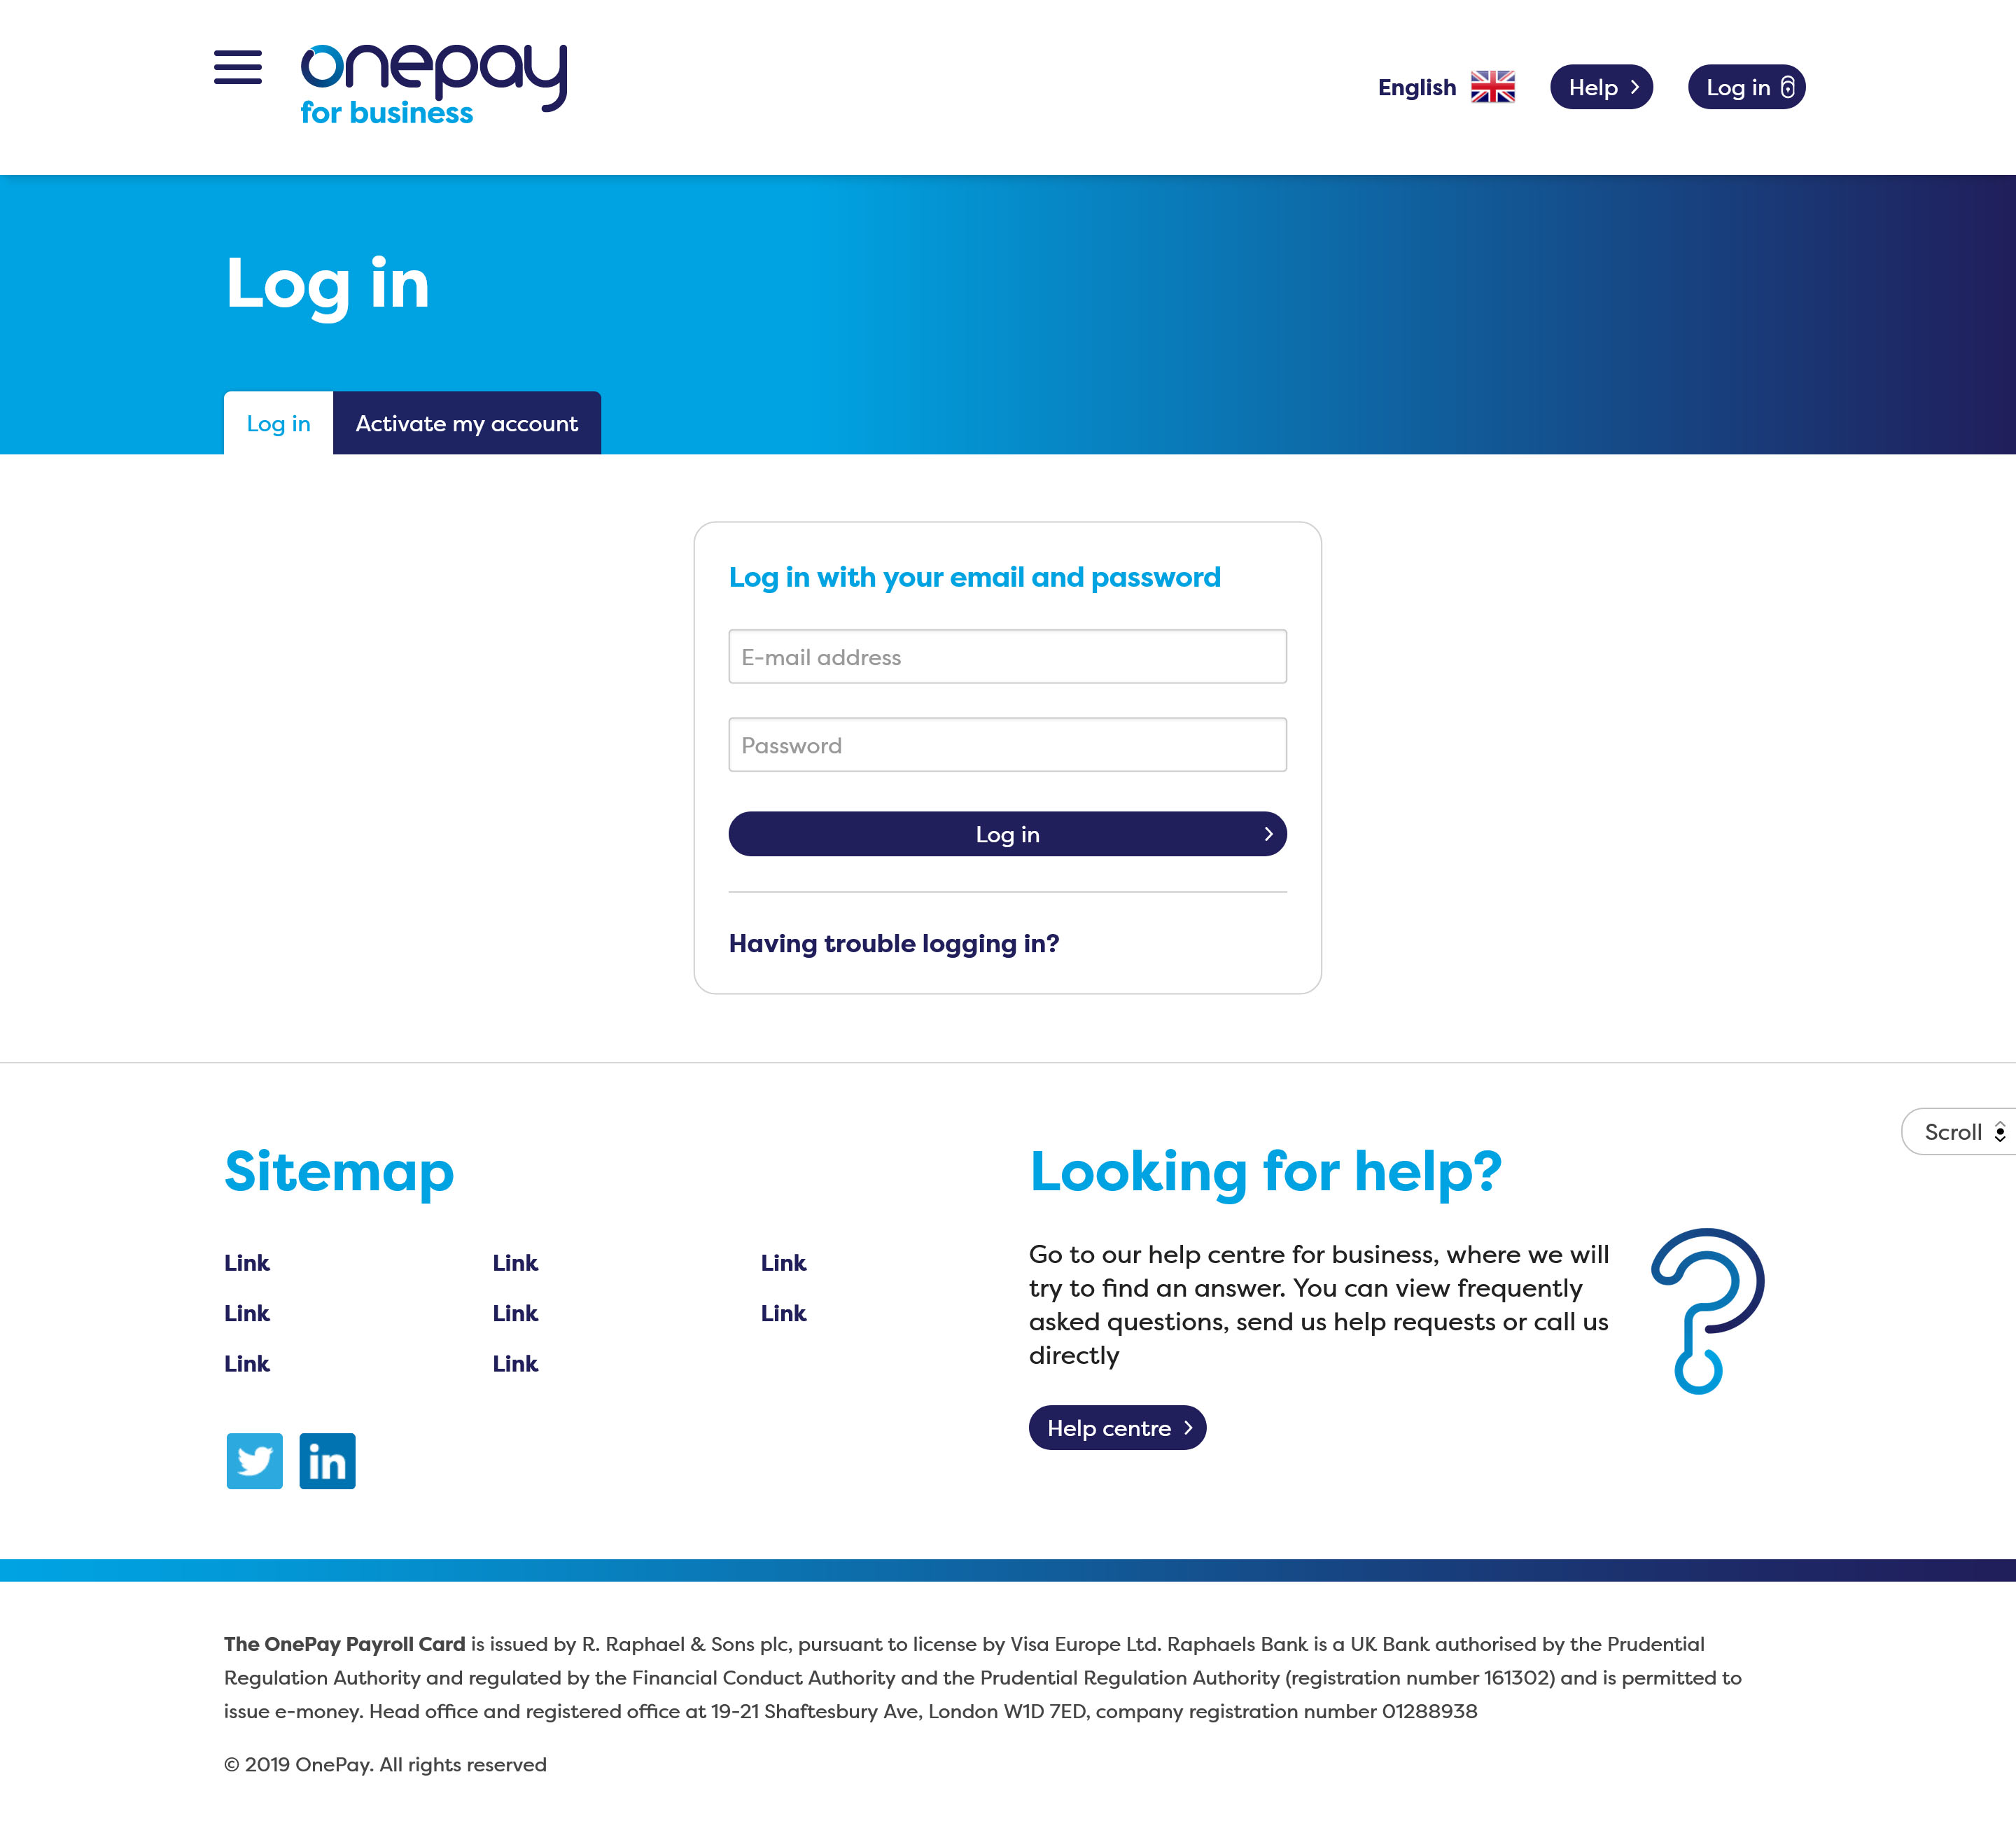 onepay
for business
English
Help
Log in
Log in
Log in
Activate my account
Log in with your email and password
E-mail address
Password
Log in
Having trouble logging in?
Scroll
Sitemap
Link Link Link
Link Link Link
Link Link
in
Looking for help?
Go to our help centre for business, where we will
try to find an answer. You can view frequently
asked questions, send us help requests or call us
directly
Help centre
The OnePay Payroll Card is issued by R. Raphael & Sons plc, pursuant to license by Visa Europe Ltd. Raphaels Bank is a UK Bank authorised by the Prudential
Regulation Authority and regulated by the Financial Conduct Authority and the Prudential Regulation Authority (registration number 161302) and is permitted to
issue e-money. Head office and registered office at 19-21 Shaftesbury Ave, London W1D 7ED, company registration number 01288938
© 2019 OnePay. All rights reserved